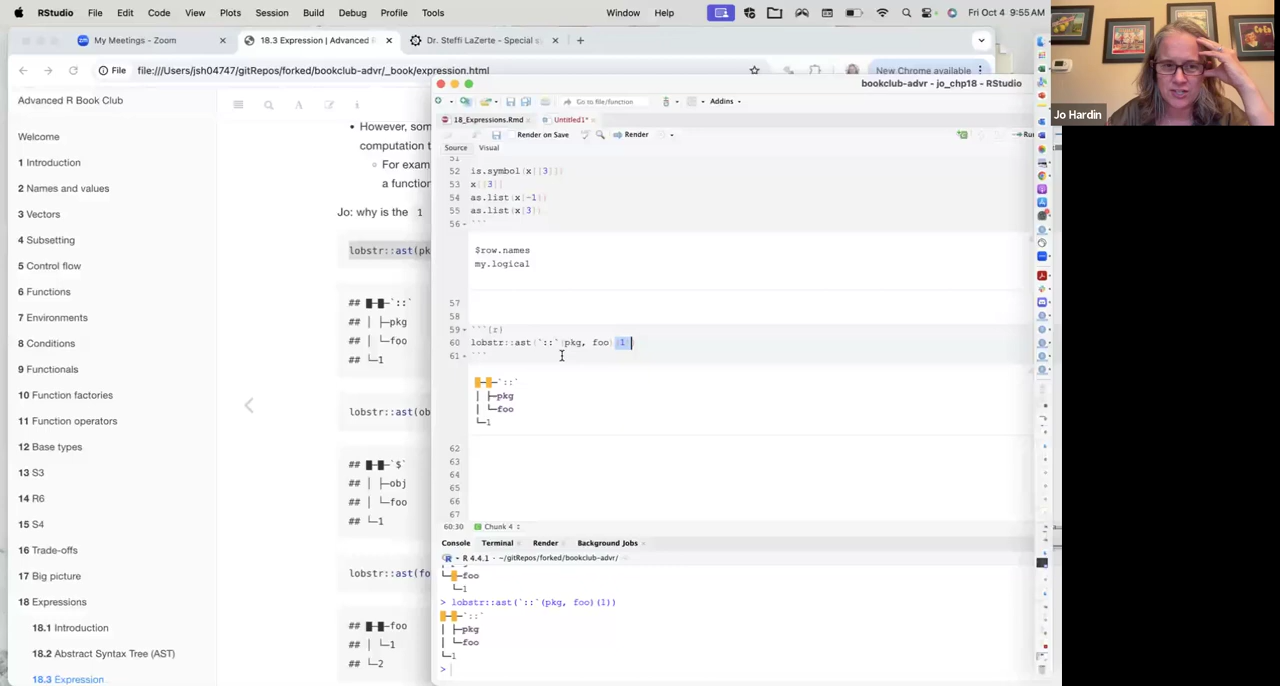 RStudio File Edit Code View Plots Session Build Debug Profile Tools Window Help Fri Oct 4 9:55 AM
My Meetings - Zoom
18.3 Expression | Advanced
Dr. Steffi LaZerte - Special s
File file:///Users/jsh04747/gitRepos/forked/bookclub-advr/_book/expression.html
New Chrome available
Advanced R Book Club
Welcome
1 Introduction
2 Names and values
3 Vectors
4 Subsetting
5 Control flow
6 Functions
7 Environments
8 Conditions
9 Functionals
10 Function factories
11 Function operators
12 Base types
13 S3
14 R6
15 S4
16 Trade-offs
17 Big picture
18 Expressions
18.1 Introduction
18.2 Abstract Syntax Tree (AST)
18.3 Expression
However, som
computation t
For exam
a function
Jo: why is the 1
lobstr::ast(pk
## █─█─`::`
## │ ├─pkg
## │ └─foo
## └─1
lobstr::ast(ob
## █─█─`$`
## │ ├─obj
## │ └─foo
## └─1
lobstr::ast(fo
## █─█─foo
## │ └─1
## └─2
bookclub-advr - jo_chp18 - RStudio
Go to file/function
Addins
18_Expressions.Rmd
Untitled1*
Render on Save
Render
Run
Source Visual
51
52 is.symbol(x[[3]])
53 x[[3]]
54 as.list(x[-1])
55 as.list(x[3])
56 ```
$row.names
my.logical
57
58
59 ```{r}
60 lobstr::ast(`::`(pkg, foo)(1))
61 ```
█─█─`::`
│ ├─pkg
│ └─foo
└─1
62
63
64
65
66
67
60:30 Chunk 4
Console Terminal Render Background Jobs
R 4.4.1 · ~/gitRepos/forked/bookclub-advr/
└─█─foo
└─1
> lobstr::ast(`::`(pkg, foo)(1))
█─█─`::`
│ ├─pkg
│ └─foo
└─1
>
Jo Hardin